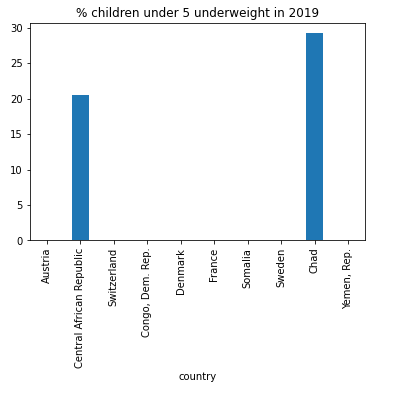 % children under 5 underweight in 2019
30
25
20
15
10
5
0
Austria
Central African Republic
Switzerland
Congo, Dem. Rep.
Denmark
France
Somalia
Sweden
Chad
Yemen, Rep.
country